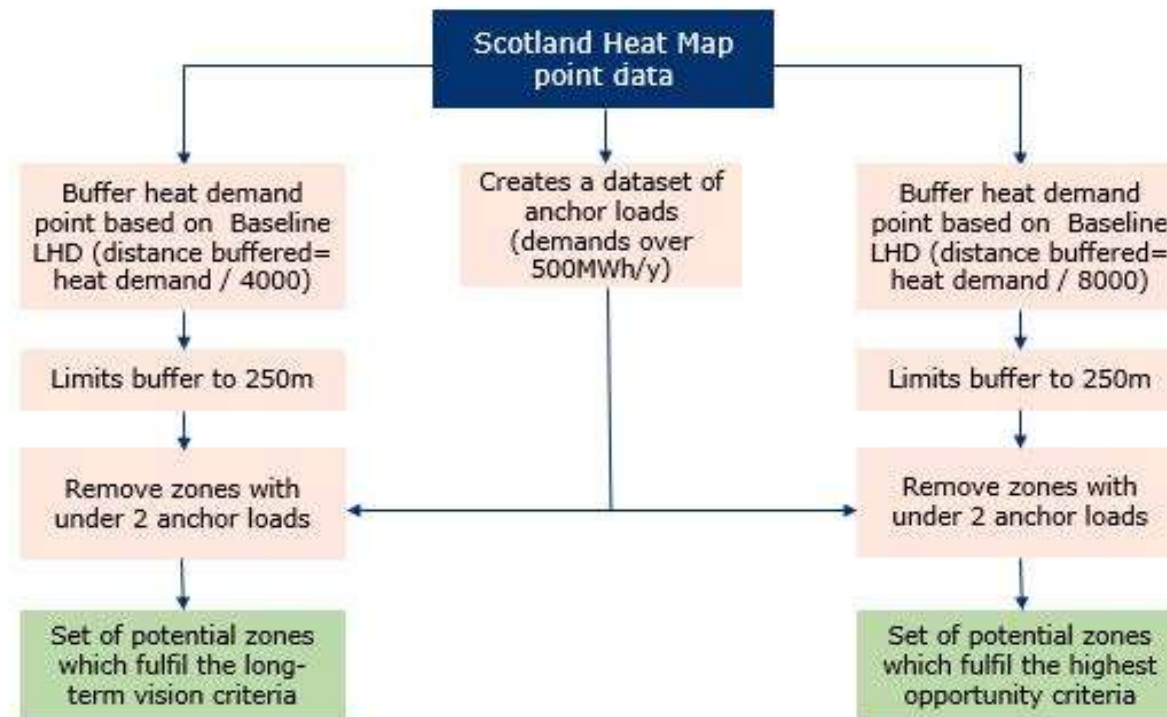 Scotland Heat Map
point data
Buffer heat demand
point based on Baseline
LHD (distance buffered=
heat demand / 4000)
Creates a dataset of
anchor loads
(demands over
500MWh/y)
Buffer heat demand
point based on Baseline
LHD (distance buffered=
heat demand / 8000)
Limits buffer to 250m
Limits buffer to 250m
Remove zones with
under 2 anchor loads
Remove zones with
under 2 anchor loads
Set of potential zones
which fulfil the long-
term vision criteria
Set of potential zones
which fulfil the highest
opportunity criteria